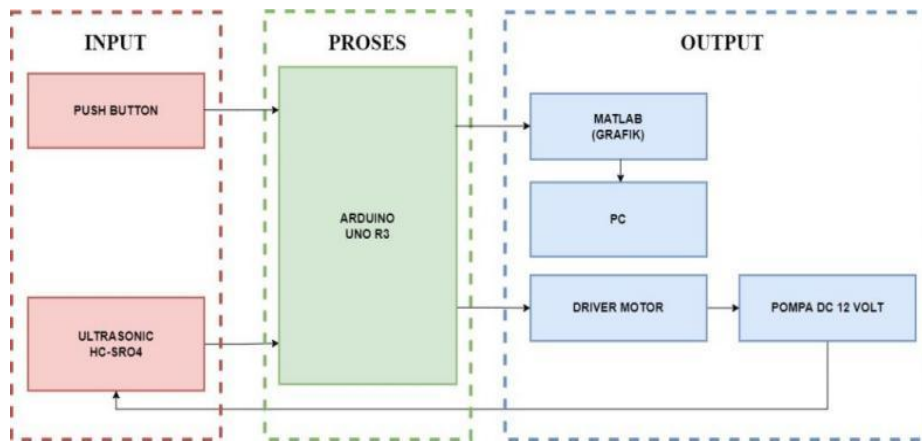 INPUT
PROSES
OUTPUT
PUSH BUTTON
ARDUINO
UNO R3
ULTRASONIC
HC-SRO4
MATLAB
(GRAFIK)
PC
DRIVER MOTOR
POMPA DC 12 VOLT